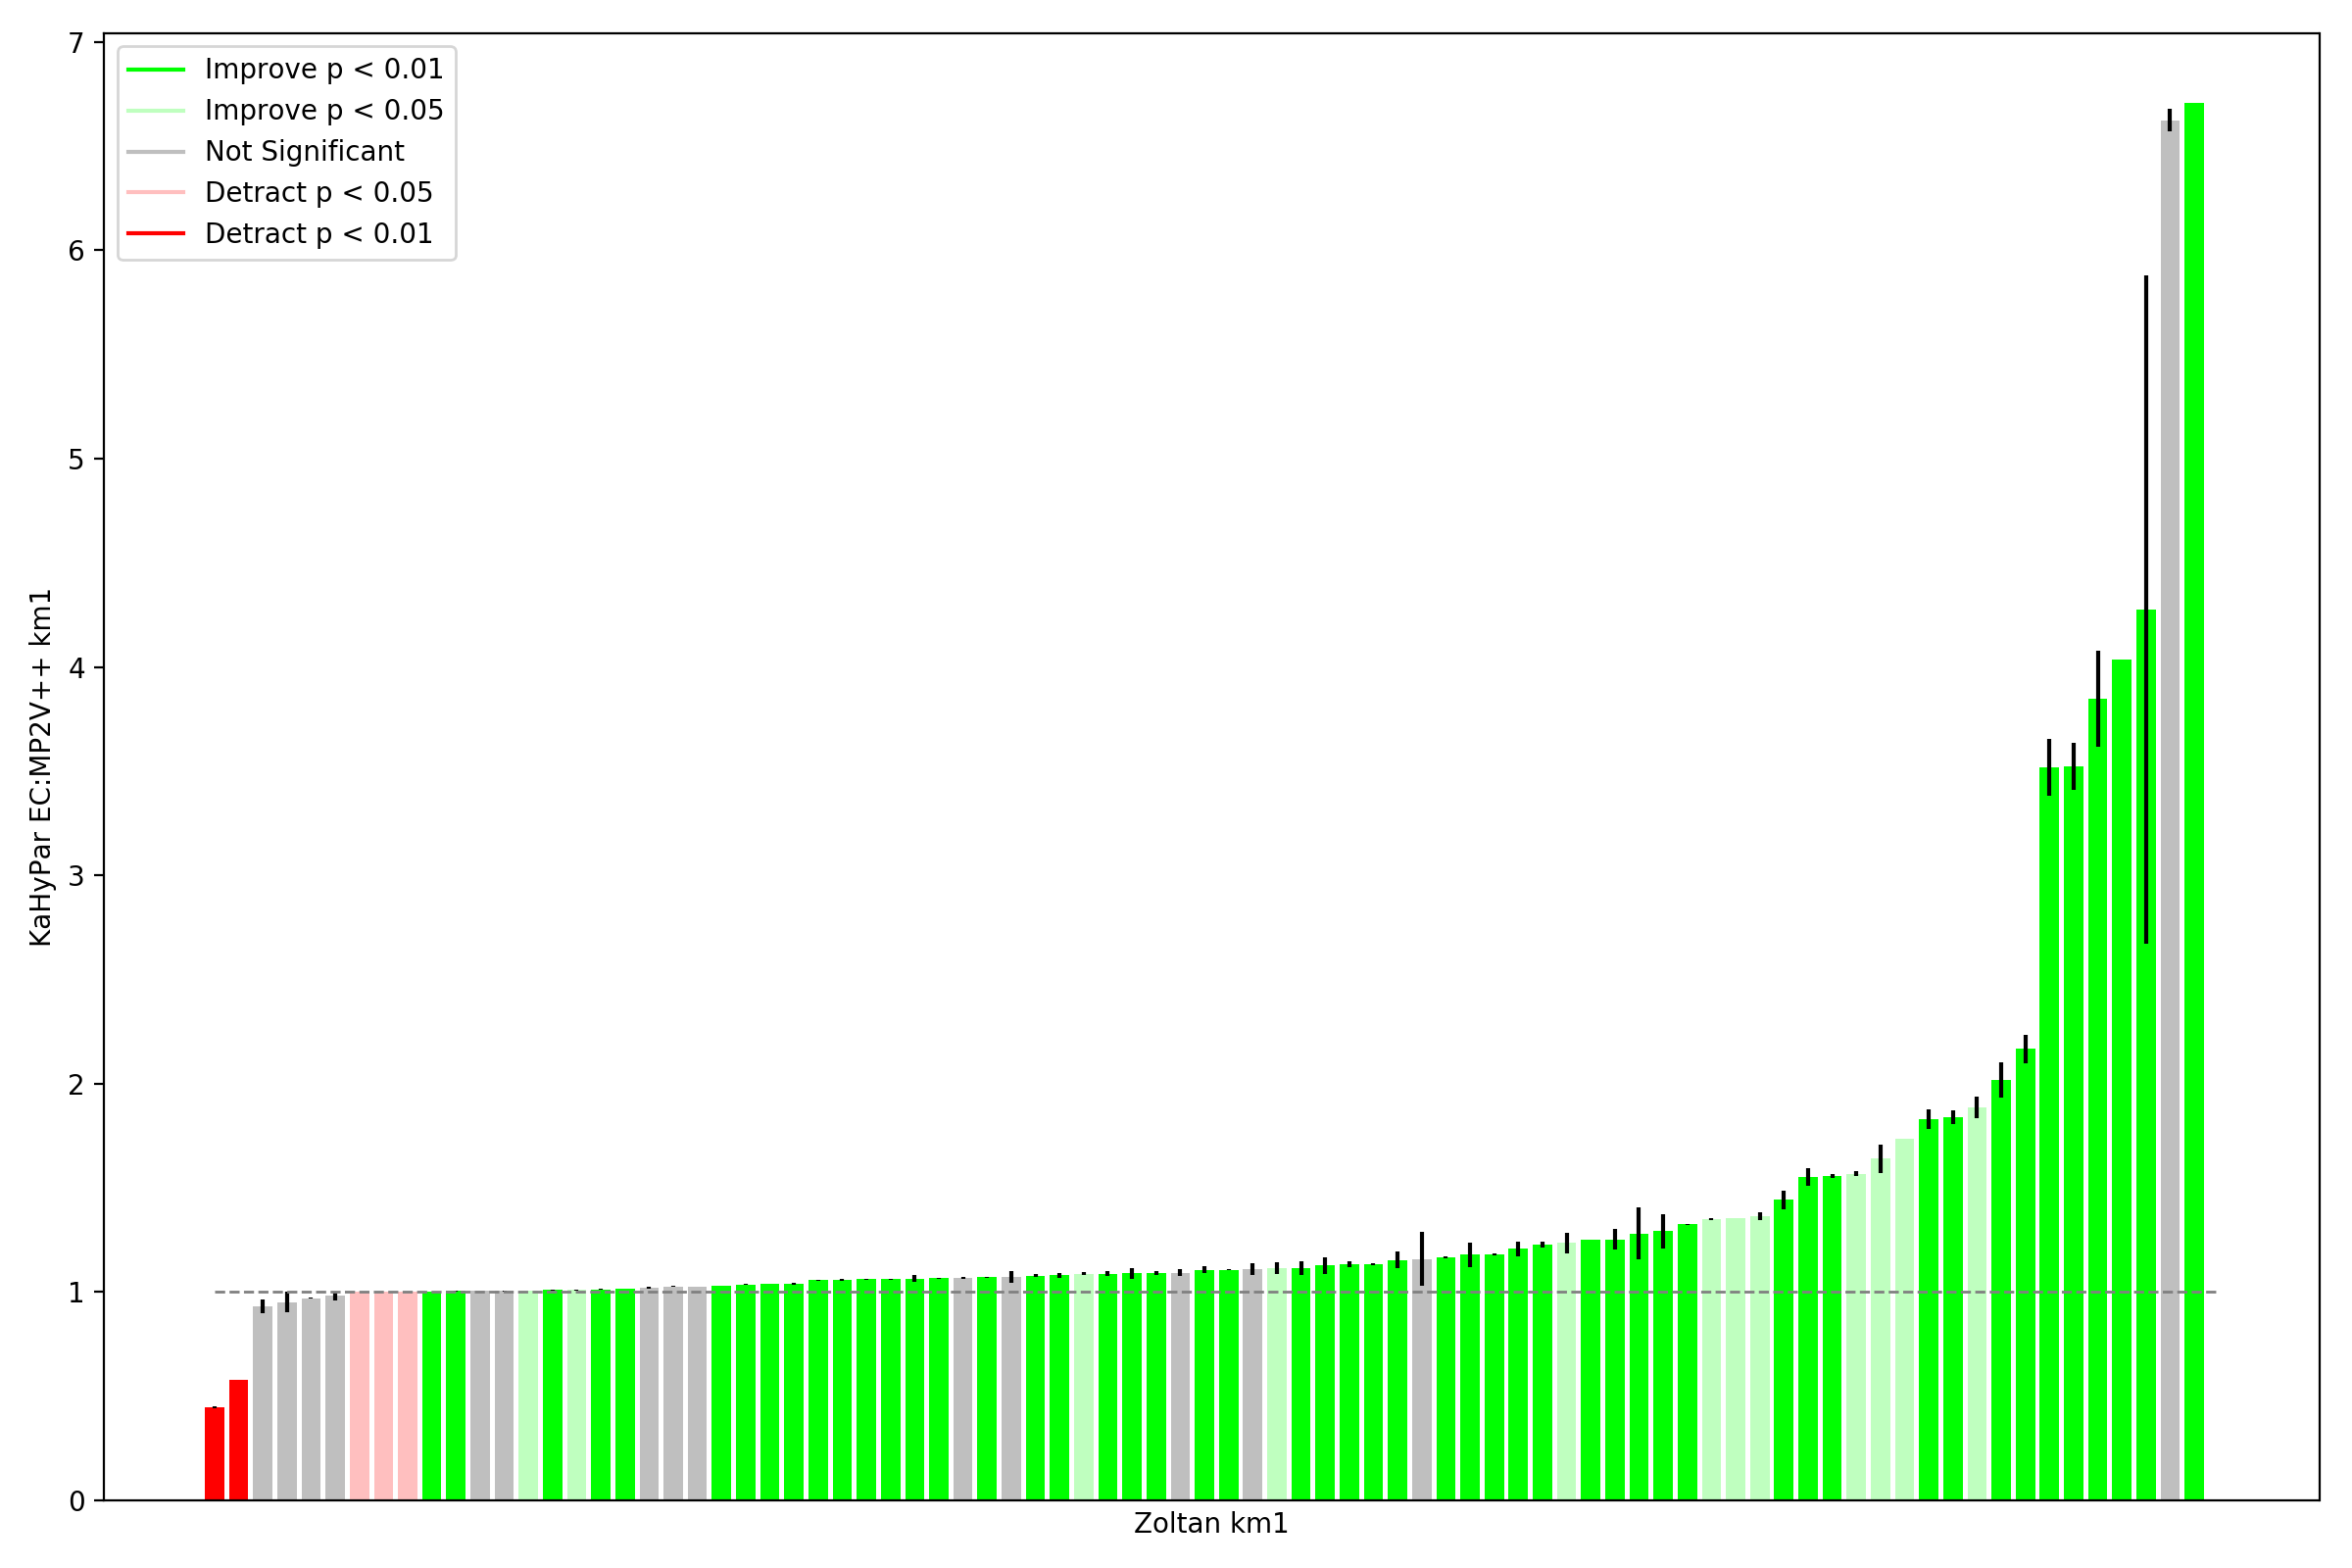 7
6
5
4
3
2
1
0
Improve p < 0.01
Improve p < 0.05
Not Significant
Detract p < 0.05
Detract p < 0.01
KaHyPar EC:MP2V++ km1
Zoltan km1